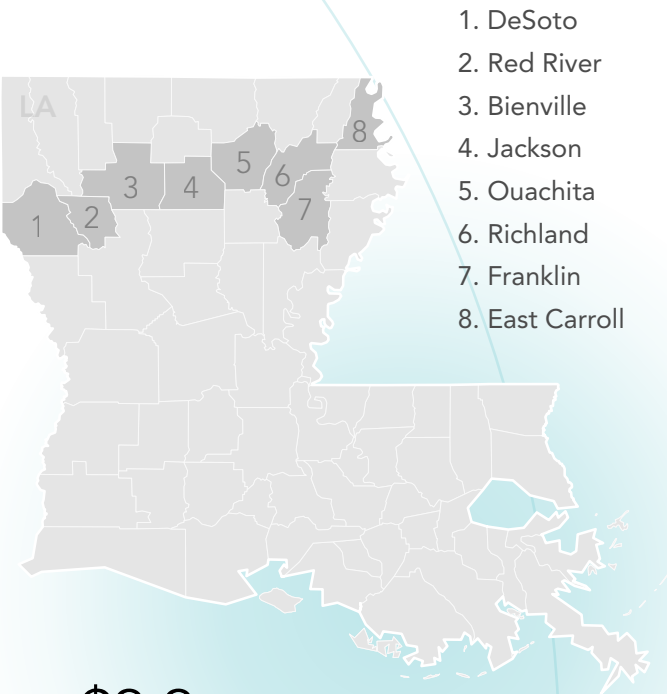 1. DeSoto
2. Red River
3. Bienville
4. Jackson
5. Ouachita
6. Richland
7. Franklin
8. East Carroll
LA
8
5
6
3
4
7
2
1